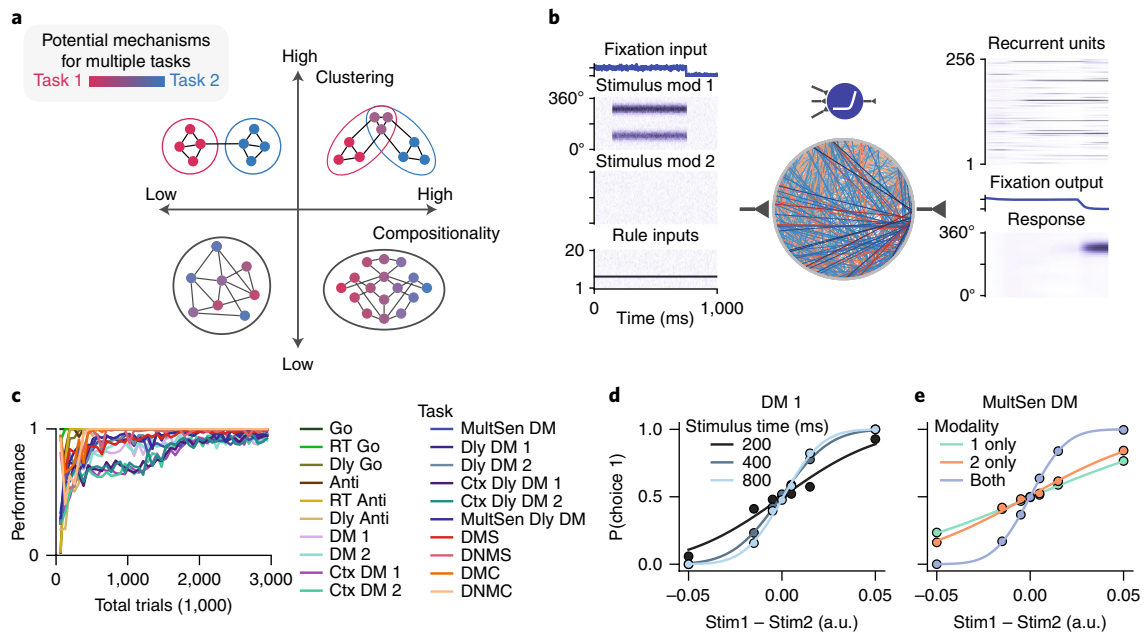 a
Potential mechanisms
for multiple tasks
Task 1
Task 2
High
Clustering
Low
High
Compositionality
Low
b
Fixation input
Stimulus mod 1
360°
0°
Stimulus mod 2
Rule inputs
20
1
0
1,000
Time (ms)
Recurrent units
256
1
Fixation output
Response
360°
0°
c
Performance
1
0
0
1,000
2,000
3,000
Total trials (1,000)
Task
Go
RT Go
Dly Go
Anti
RT Anti
Dly Anti
DM 1
DM 2
Ctx DM 1
Ctx DM 2
MultSen DM
Dly DM 1
Dly DM 2
Ctx Dly DM 1
Ctx Dly DM 2
MultSen Dly DM
DMS
DNMS
DMC
DNMC
d
DM 1
Stimulus time (ms)
200
400
800
P(choice 1)
1.0
0.5
0.0
−0.05
0.00
0.05
Stim1 – Stim2 (a.u.)
e
MultSen DM
Modality
1 only
2 only
Both
−0.05
0.00
0.05
Stim1 – Stim2 (a.u.)